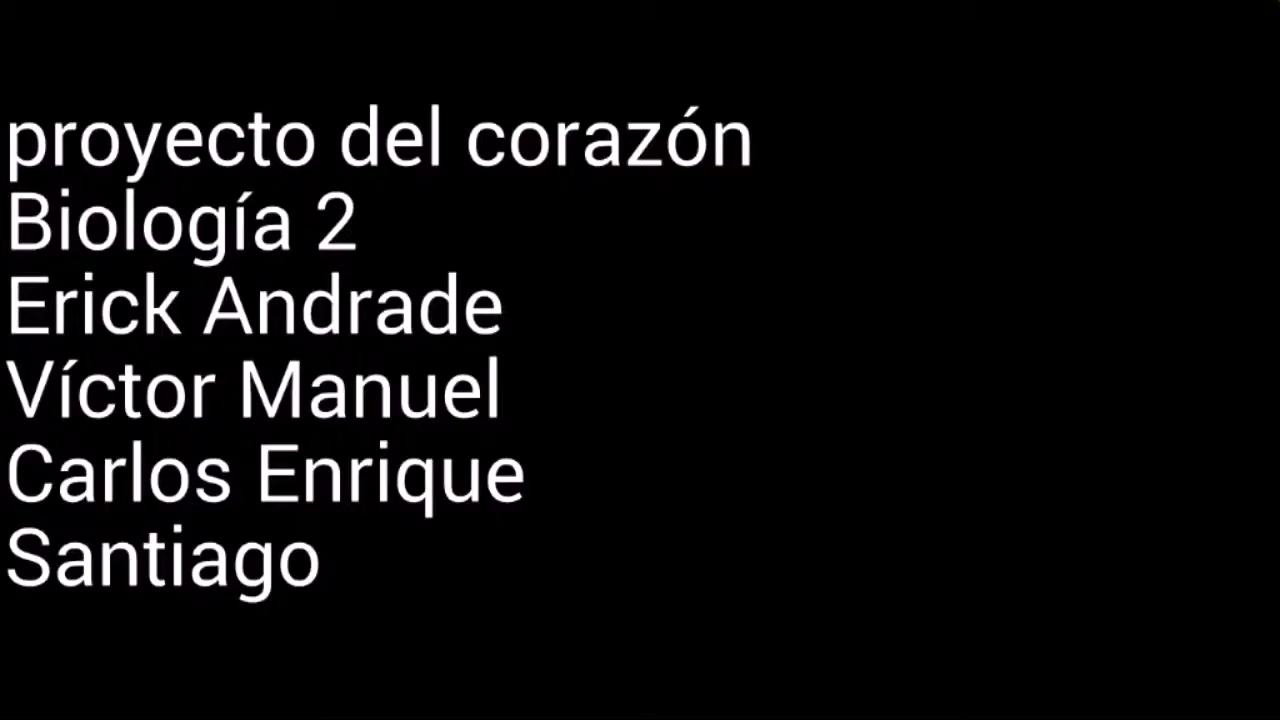 proyecto del corazón
Biología 2
Erick Andrade
Víctor Manuel
Carlos Enrique
Santiago